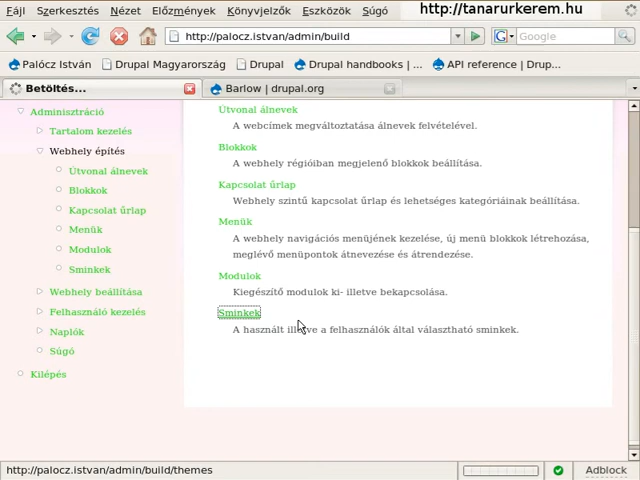 Fájl Szerkesztés Nézet Előzmények Könyvjelzők Eszközök Súgó http://tanarurkerem.hu
http://palocz.istvan/admin/build Google
Palócz István Drupal Magyarország Drupal Drupal handbooks | ... API reference | Drup...
Betöltés... Barlow | drupal.org
Adminisztráció
Tartalom kezelés
Webhely építés
Útvonal álnevek
Blokkok
Kapcsolat űrlap
Menük
Modulok
Sminkek
Webhely beállítása
Felhasználó kezelés
Naplók
Súgó
Kilépés
Útvonal álnevek
A webcímek megváltoztatása álnevek felvételével.
Blokkok
A webhely régióiban megjelenő blokkok beállítása.
Kapcsolat űrlap
Webhely szintű kapcsolat űrlap és lehetséges kategóriáinak beállítása.
Menük
A webhely navigációs menüjének kezelése, új menü blokkok létrehozása,
meglévő menüpontok átnevezése és átrendezése.
Modulok
Kiegészítő modulok ki- illetve bekapcsolása.
Sminkek
A használt illetve a felhasználók által választható sminkek.
http://palocz.istvan/admin/build/themes Adblock